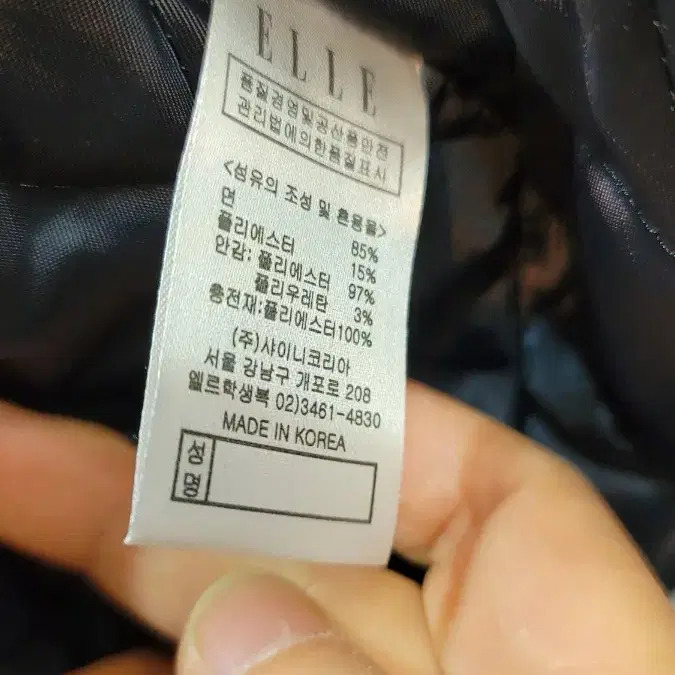 ELLE
품질경영및공산품안전
관리법에의한품질표시
<섬유의 조성 및 혼용율>
면 85%
폴리에스터 15%
안감: 폴리에스터 97%
폴리우레탄 3%
충전재:폴리에스터100%
(주)샤이니코리아
서울 강남구 개포로 208
엘르학생복 02)3461-4830
MADE IN KOREA
성명